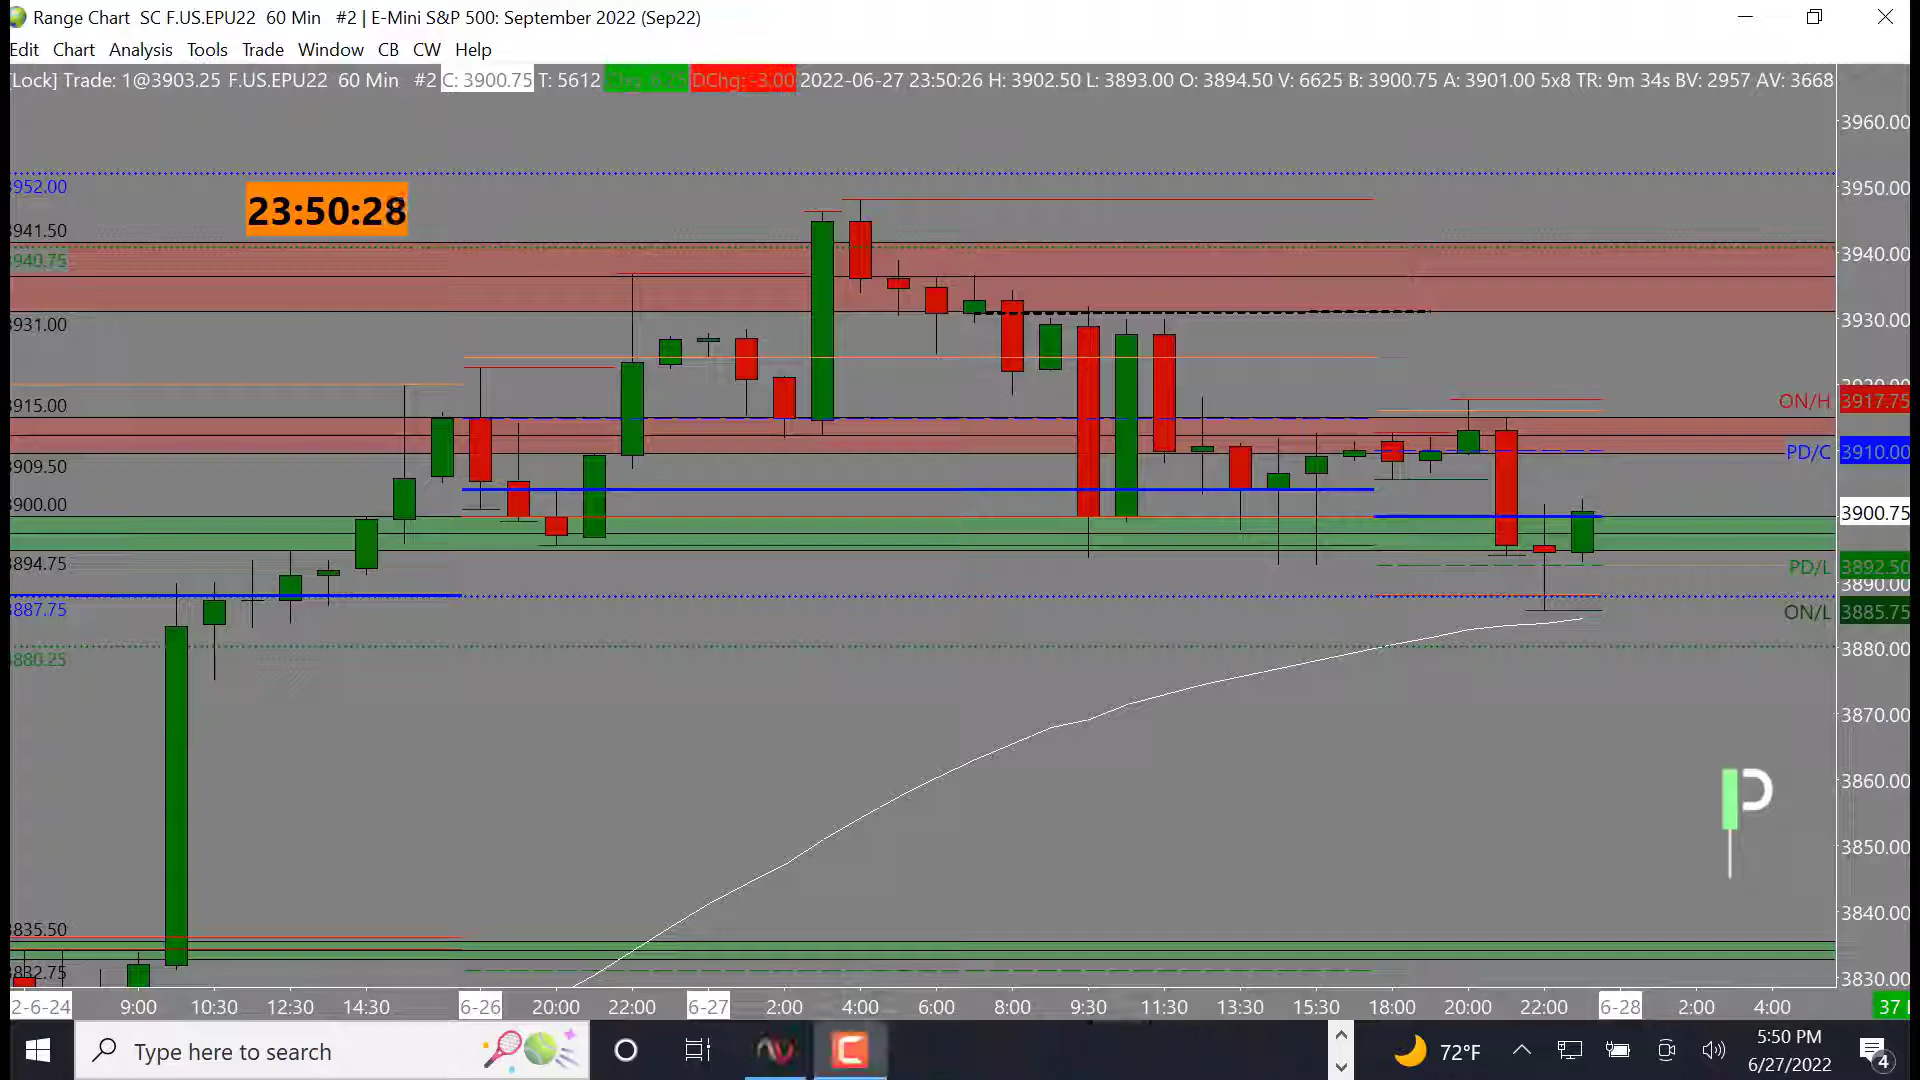 Range Chart SC F.US.EPU22 60 Min #2 | E-Mini S&P 500: September 2022 (Sep22)
Edit Chart Analysis Tools Trade Window CB CW Help
[Lock] Trade: 1@3903.25 F.US.EPU22 60 Min #2 C: 3900.75 T: 5612 DChg: -3.00 2022-06-27 23:50:26 H: 3902.50 L: 3893.00 O: 3894.50 V: 6625 B: 3900.75 A: 3901.00 5x8 TR: 9m 34s BV: 2957 AV: 3668
3960.00
3952.00
3950.00
23:50:28
3941.50
3940.75
3940.00
3931.00
3930.00
3920.00
3915.00
ON/H 3917.75
3909.50
PD/C 3910.00
3900.00
3900.75
3894.75
PD/L 3892.50
3890.00
3887.75
ON/L 3885.75
3880.25
3880.00
3870.00
3860.00
P
3850.00
3840.00
3835.50
3832.75
3830.00
2-6-24 9:00 10:30 12:30 14:30 6-26 20:00 22:00 6-27 2:00 4:00 6:00 8:00 9:30 11:30 13:30 15:30 18:00 20:00 22:00 6-28 2:00 4:00 37
Type here to search
72°F
5:50 PM
6/27/2022
4